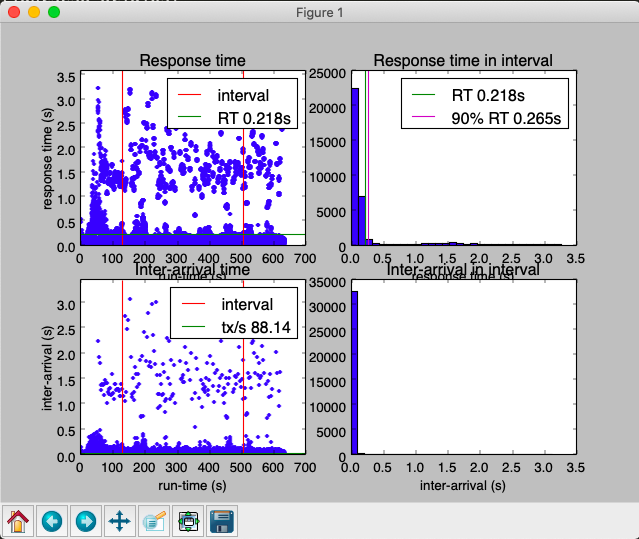 Figure 1
Response time
3.5
3.0
2.5
2.0
1.5
1.0
0.5
0.0
response time (s)
interval
RT 0.218s
0 100 200 300 400 500 600 700
run-time (s)
Response time in interval
25000
20000
15000
10000
5000
0
RT 0.218s
90% RT 0.265s
0.0 0.5 1.0 1.5 2.0 2.5 3.0 3.5
response time (s)
Inter-arrival time
3.0
2.5
2.0
1.5
1.0
0.5
0.0
inter-arrival (s)
interval
tx/s 88.14
0 100 200 300 400 500 600 700
run-time (s)
Inter-arrival in interval
35000
30000
25000
20000
15000
10000
5000
0
0.0 0.5 1.0 1.5 2.0 2.5 3.0 3.5
inter-arrival (s)